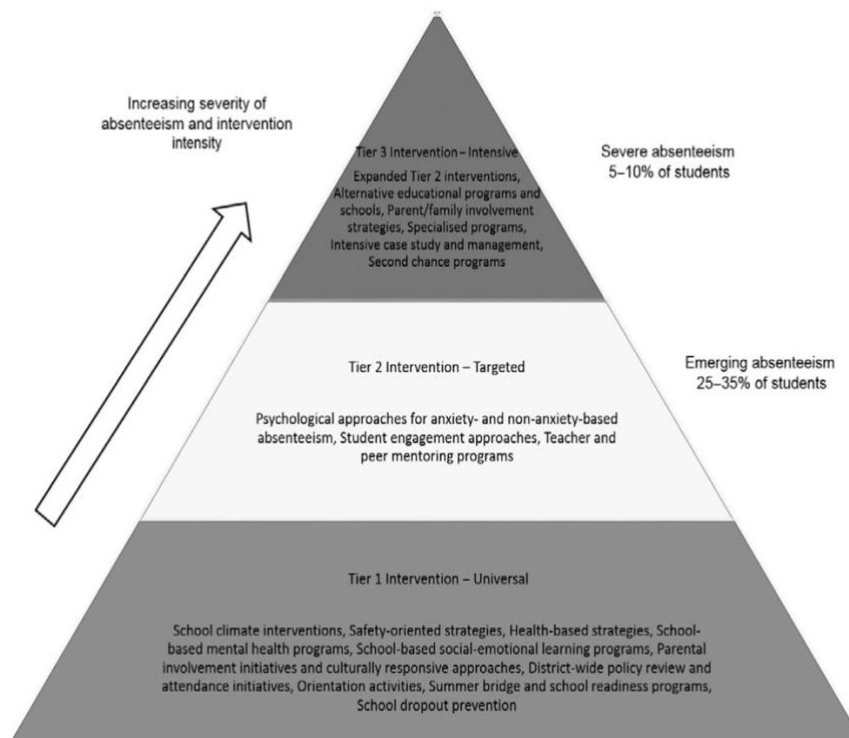 Increasing severity of
absenteeism and intervention
intensity
Tier 3 Intervention – Intensive
Expanded Tier 2 interventions,
Alternative educational programs and
schools, Parent/family involvement
strategies, Specialised programs,
Intensive case study and management,
Second chance programs
Severe absenteeism
5–10% of students
Tier 2 Intervention – Targeted
Psychological approaches for anxiety- and non-anxiety-based
absenteeism, Student engagement approaches, Teacher and
peer mentoring programs
Emerging absenteeism
25–35% of students
Tier 1 Intervention – Universal
School climate interventions, Safety-oriented strategies, Health-based strategies, School-
based mental health programs, School-based social-emotional learning programs, Parental
involvement initiatives and culturally responsive approaches, District-wide policy review and
attendance initiatives, Orientation activities, Summer bridge and school readiness programs,
School dropout prevention